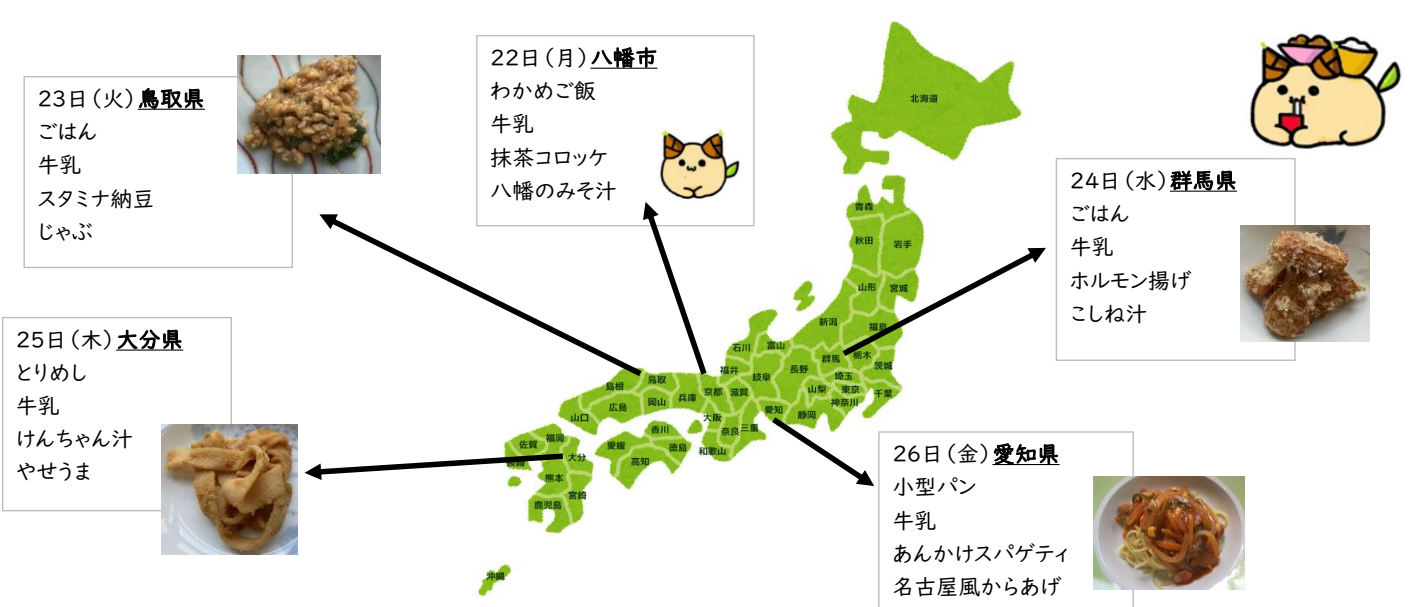 22日（月）八幡市
わかめご飯
牛乳
抹茶コロッケ
八幡のみそ汁
23日（火）鳥取県
ごはん
牛乳
スタミナ納豆
じゃぶ
24日（水）群馬県
ごはん
牛乳
ホルモン揚げ
こしね汁
25日（木）大分県
とりめし
牛乳
けんちゃん汁
やせうま
26日（金）愛知県
小型パン
牛乳
あんかけスパゲティ
名古屋風からあげ
北海道
青森
秋田
岩手
山形
宮城
新潟
福島
石川
富山
群馬
栃木
福井
岐阜
長野
埼玉
茨城
山梨
東京
千葉
神奈川
島根
鳥取
兵庫
京都
滋賀
愛知
静岡
山口
広島
岡山
大阪
奈良
三重
和歌山
香川
愛媛
徳島
高知
佐賀
福岡
大分
熊本
宮崎
鹿児島
沖縄